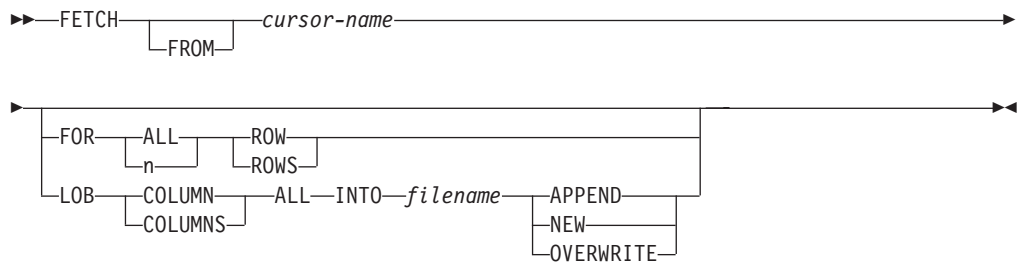 FETCH cursor-name
FROM
FOR ALL ROW
n ROWS
LOB COLUMN ALL INTO filename APPEND
COLUMNS NEW
OVERWRITE